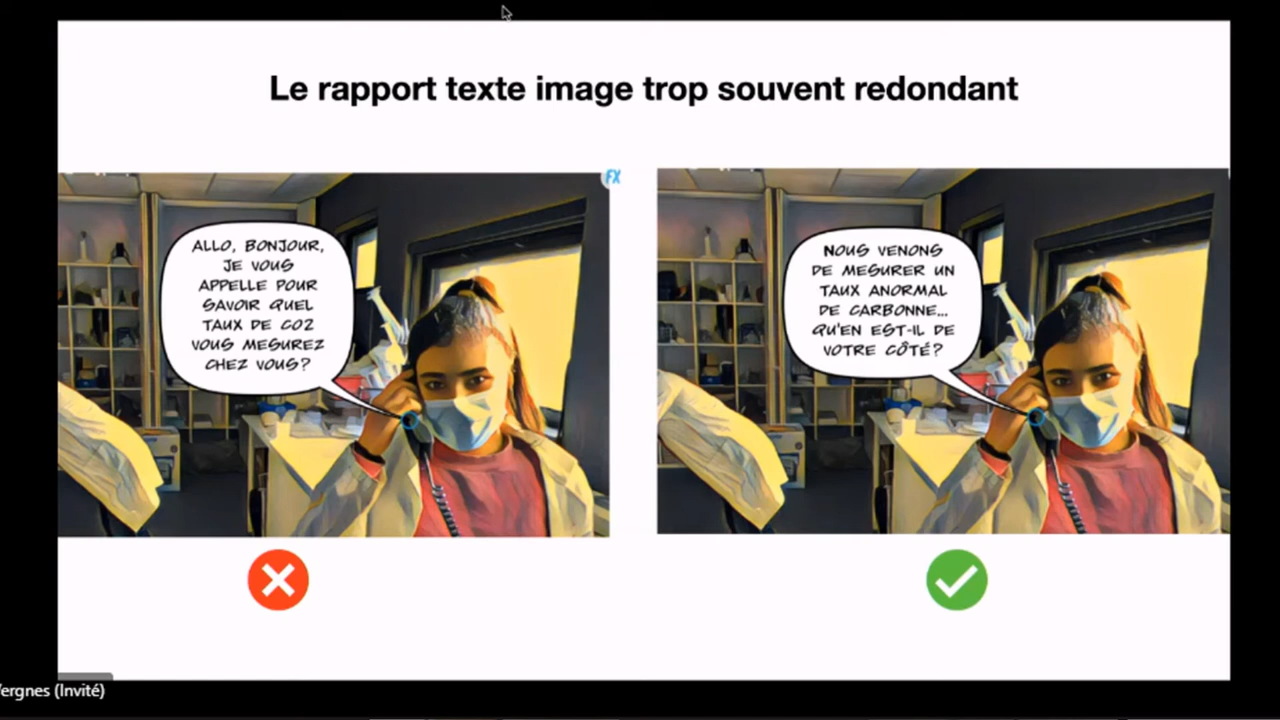 Le rapport texte image trop souvent redondant
FX
ALLO, BONJOUR,
JE VOUS
APPELLE POUR
SAVOIR QUEL
TAUX DE CO2
VOUS MESUREZ
CHEZ VOUS?
NOUS VENONS
DE MESURER UN
TAUX ANORMAL
DE CARBONNE...
QU'EN EST-IL DE
VOTRE CÔTÉ?
ergnes (Invité)